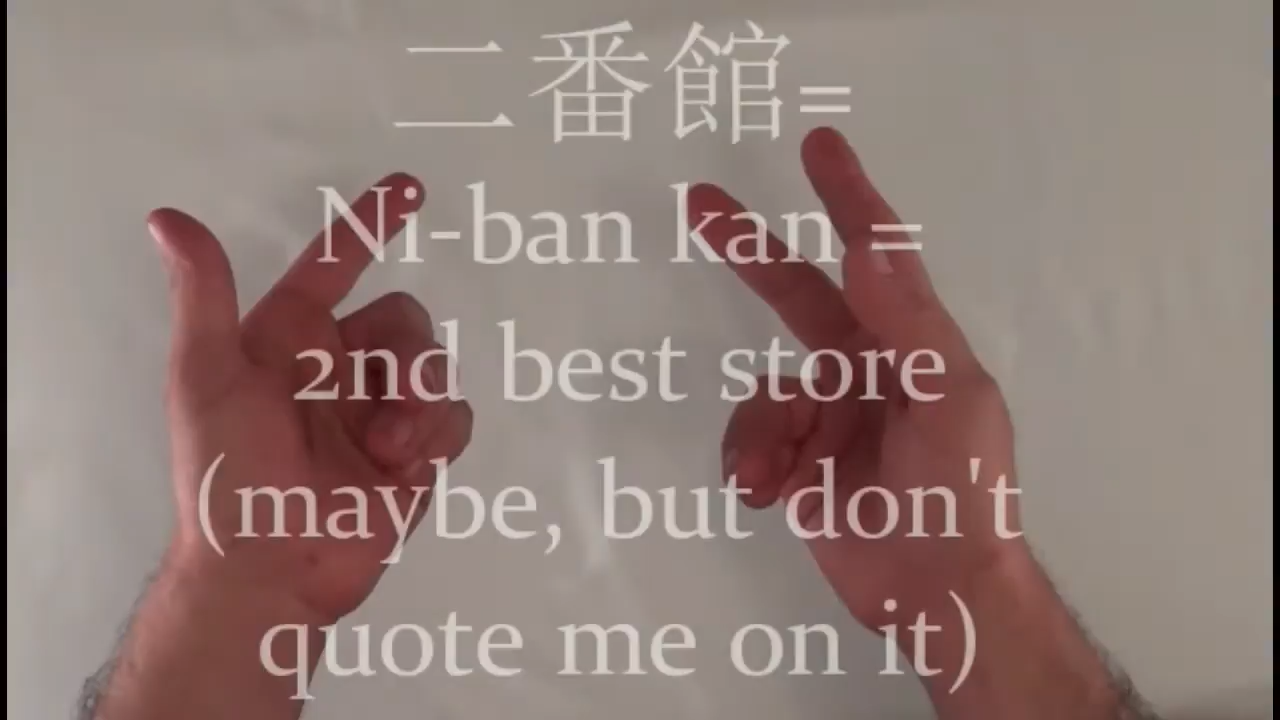 二番館=
Ni-ban kan =
2nd best store
(maybe, but don't
quote me on it)